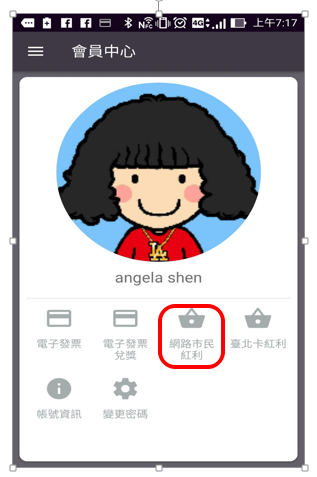 4G 上午7:17
會員中心
angela shen
電子發票
電子發票
兌獎
網路市民
紅利
臺北卡紅利
帳號資訊
變更密碼